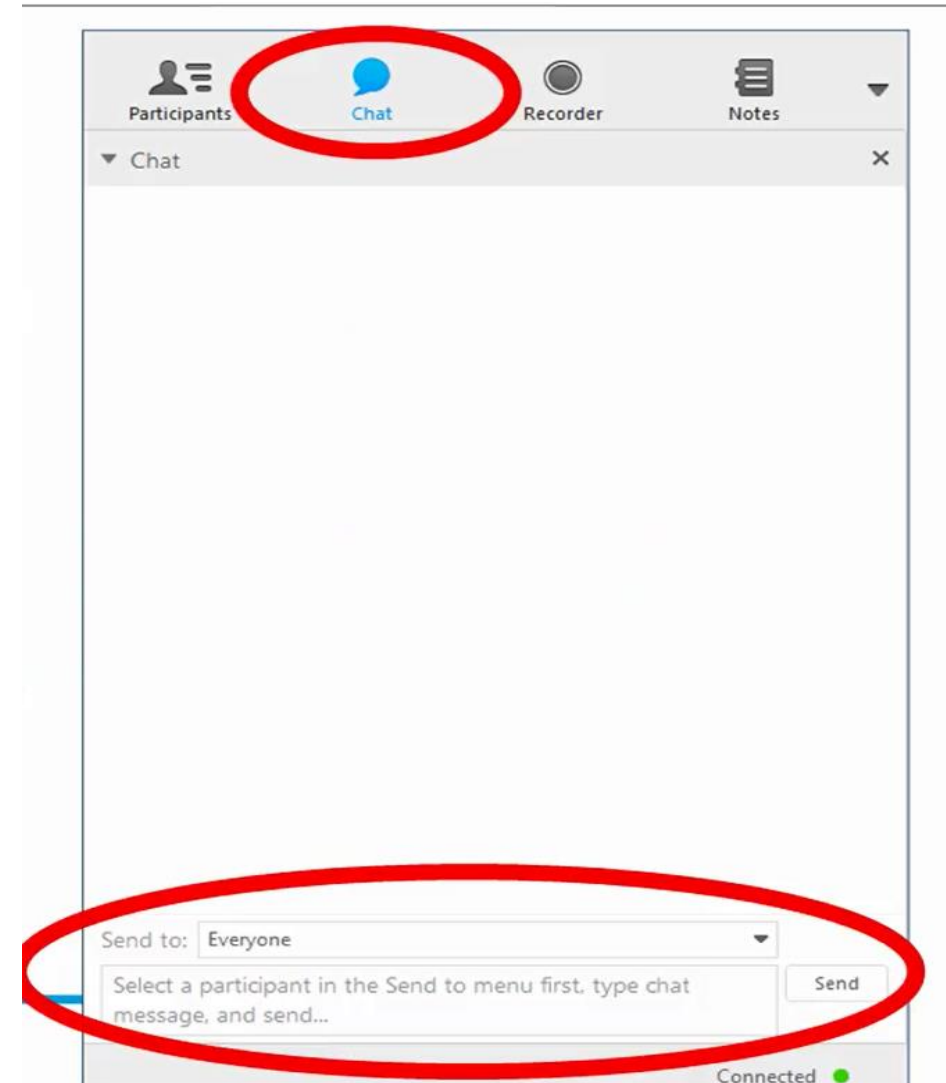 Participants Chat Recorder Notes
Chat
Send to: Everyone
Select a participant in the Send to menu first, type chat
message, and send...
Send
Connected